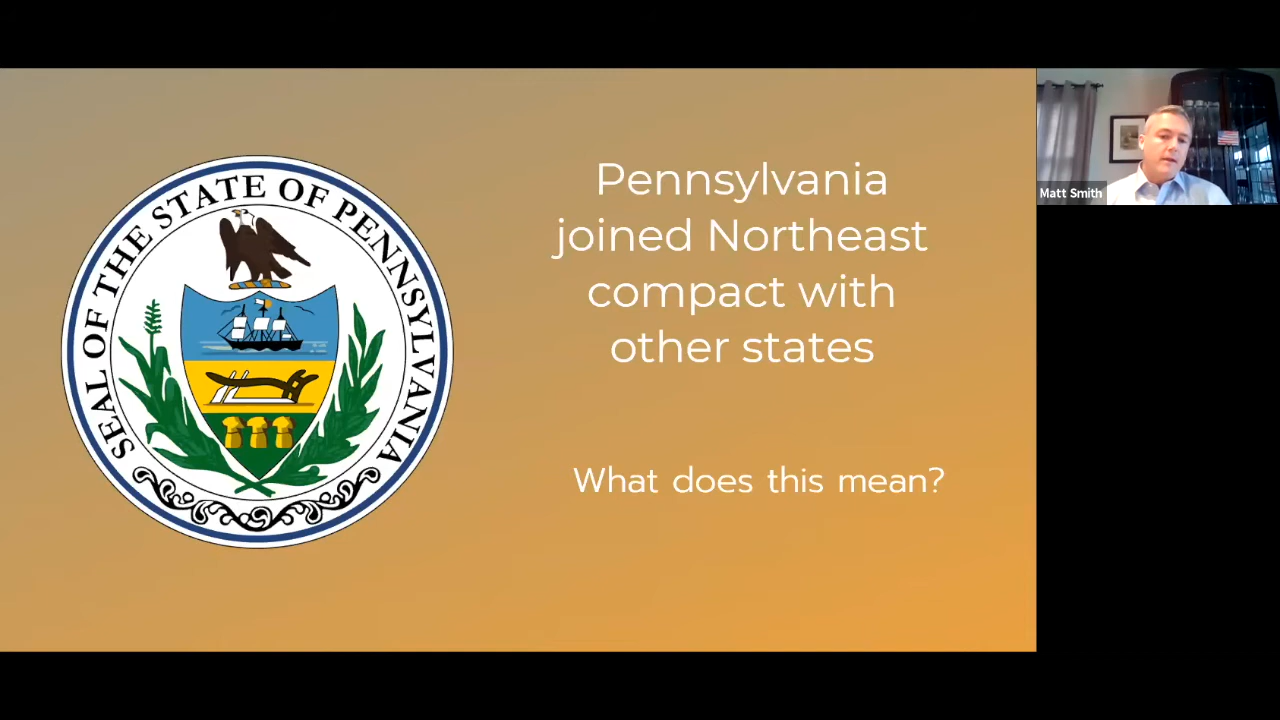 SEAL OF THE STATE OF PENNSYLVANIA
Pennsylvania
joined Northeast
compact with
other states
What does this mean?
Matt Smith